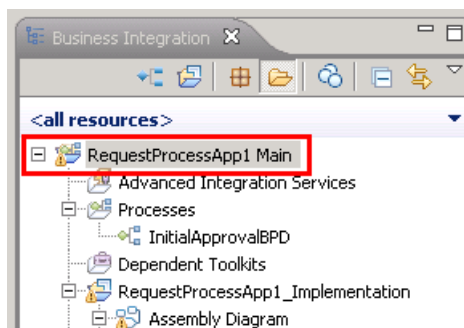 Business Integration
<all resources>
RequestProcessApp1 Main
Advanced Integration Services
Processes
InitialApprovalBPD
Dependent Toolkits
RequestProcessApp1_Implementation
Assembly Diagram